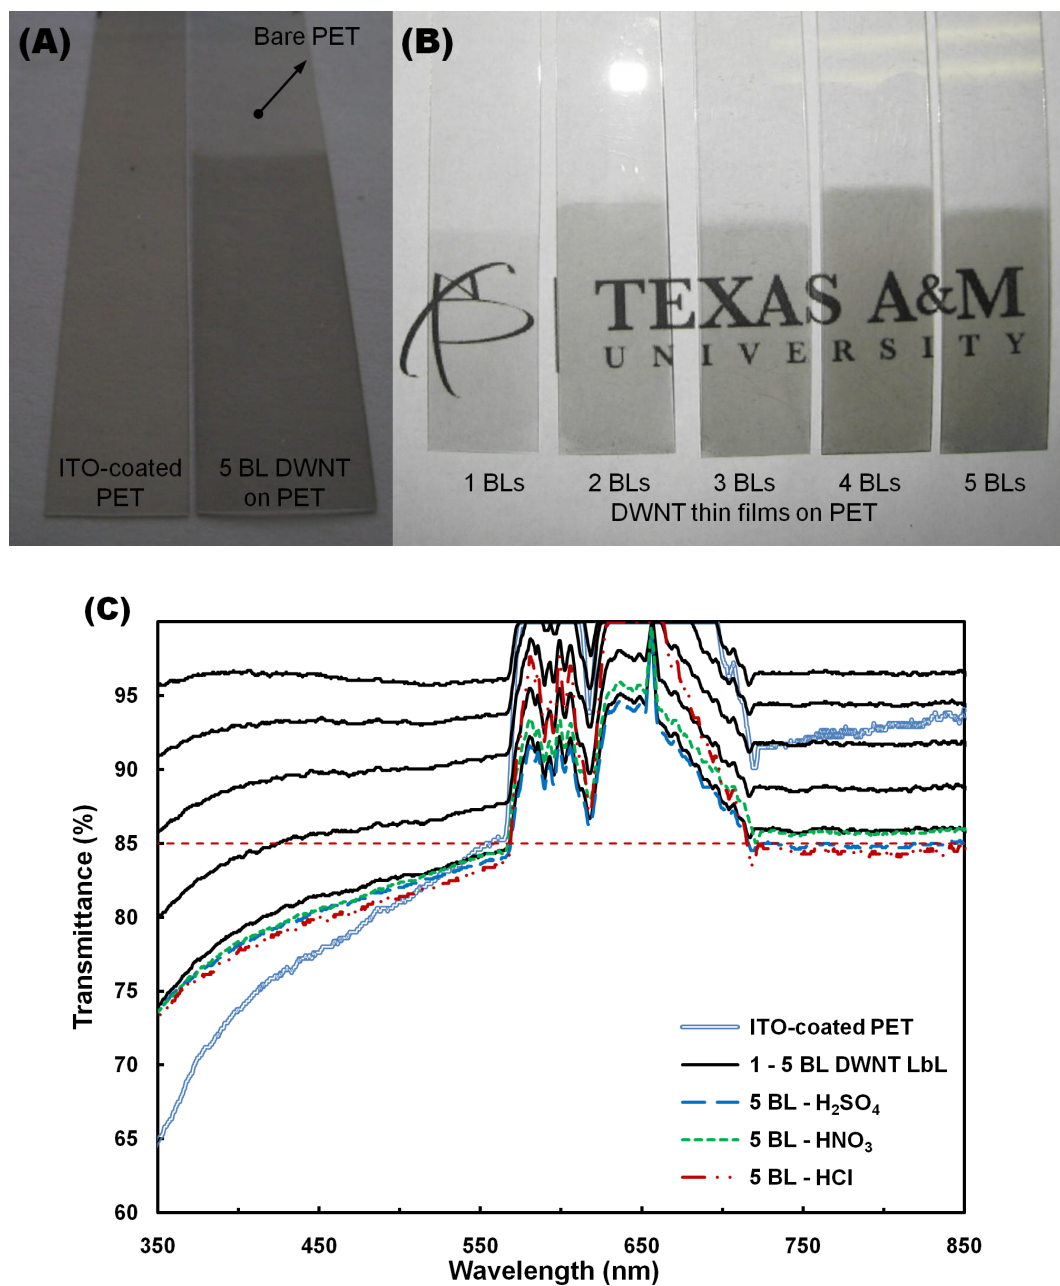 (A)
Bare PET
ITO-coated
PET
5 BL DWNT
on PET
(B)
TEXAS A&M
UNIVERSITY
1 BLs
2 BLs
3 BLs
4 BLs
5 BLs
DWNT thin films on PET
(C)
Transmittance (%)
95
90
85
80
75
70
65
60
350
450
550
650
750
850
Wavelength (nm)
ITO-coated PET
1 - 5 BL DWNT LbL
5 BL - H₂SO₄
5 BL - HNO₃
5 BL - HCl